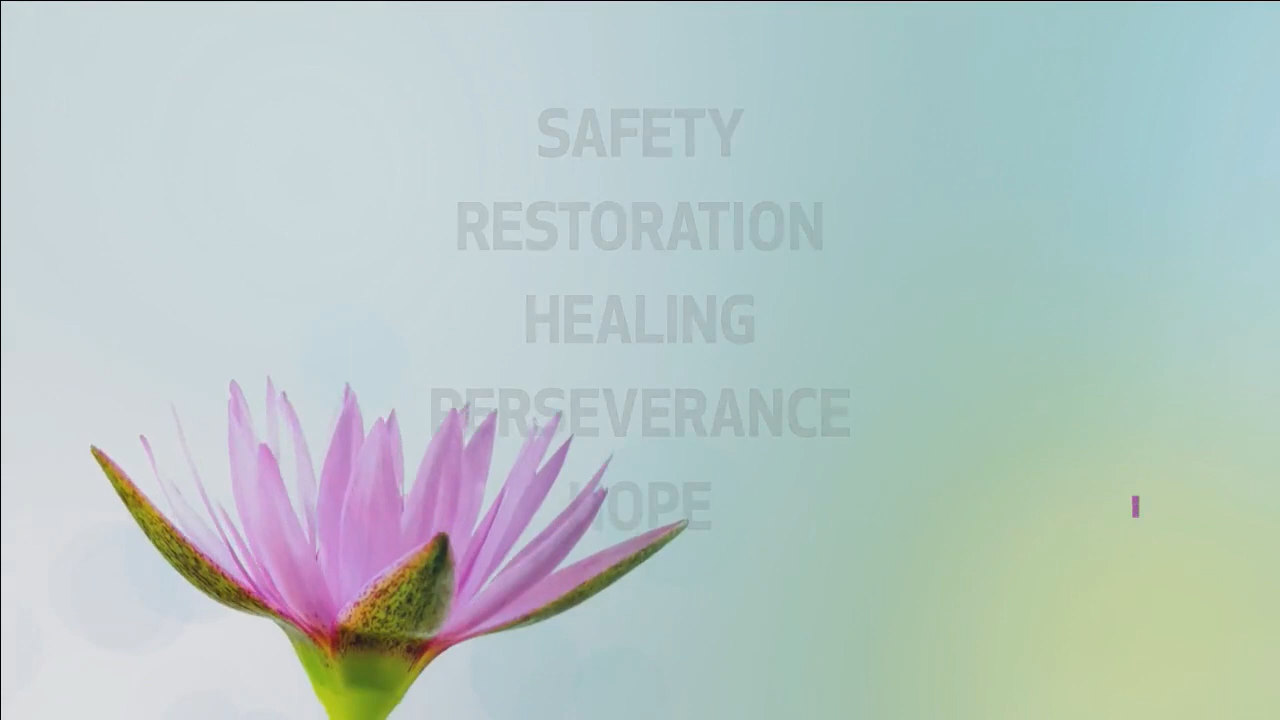 SAFETY
RESTORATION
HEALING
PERSEVERANCE
HOPE